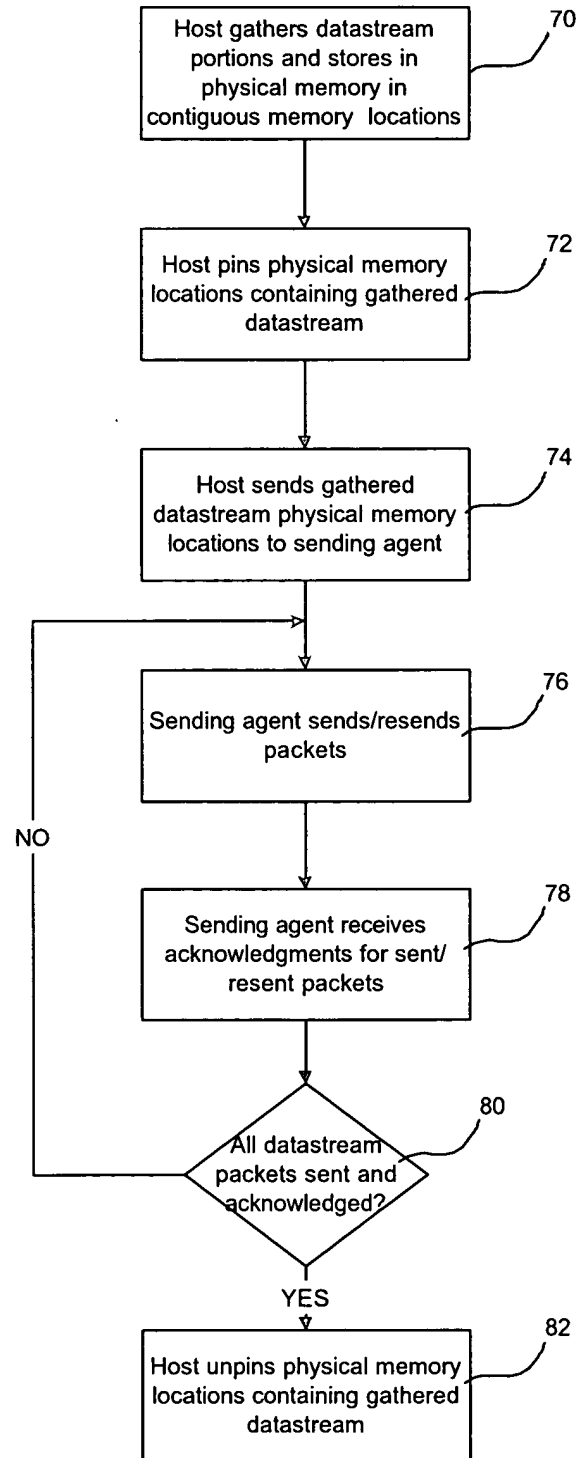 70
Host gathers datastream
portions and stores in
physical memory in
contiguous memory locations
72
Host pins physical memory
locations containing gathered
datastream
74
Host sends gathered
datastream physical memory
locations to sending agent
76
Sending agent sends/resends
packets
NO
78
Sending agent receives
acknowledgments for sent/
resent packets
80
All datastream
packets sent and
acknowledged?
YES
82
Host unpins physical memory
locations containing gathered
datastream